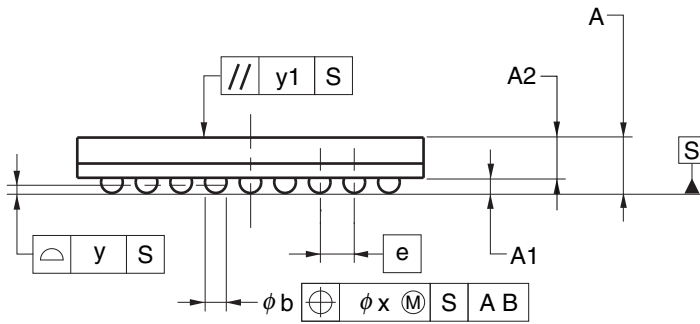 A
// y1 S
A2
S
A1
⌓ y S
e
φb ⌖ φx Ⓜ S A B